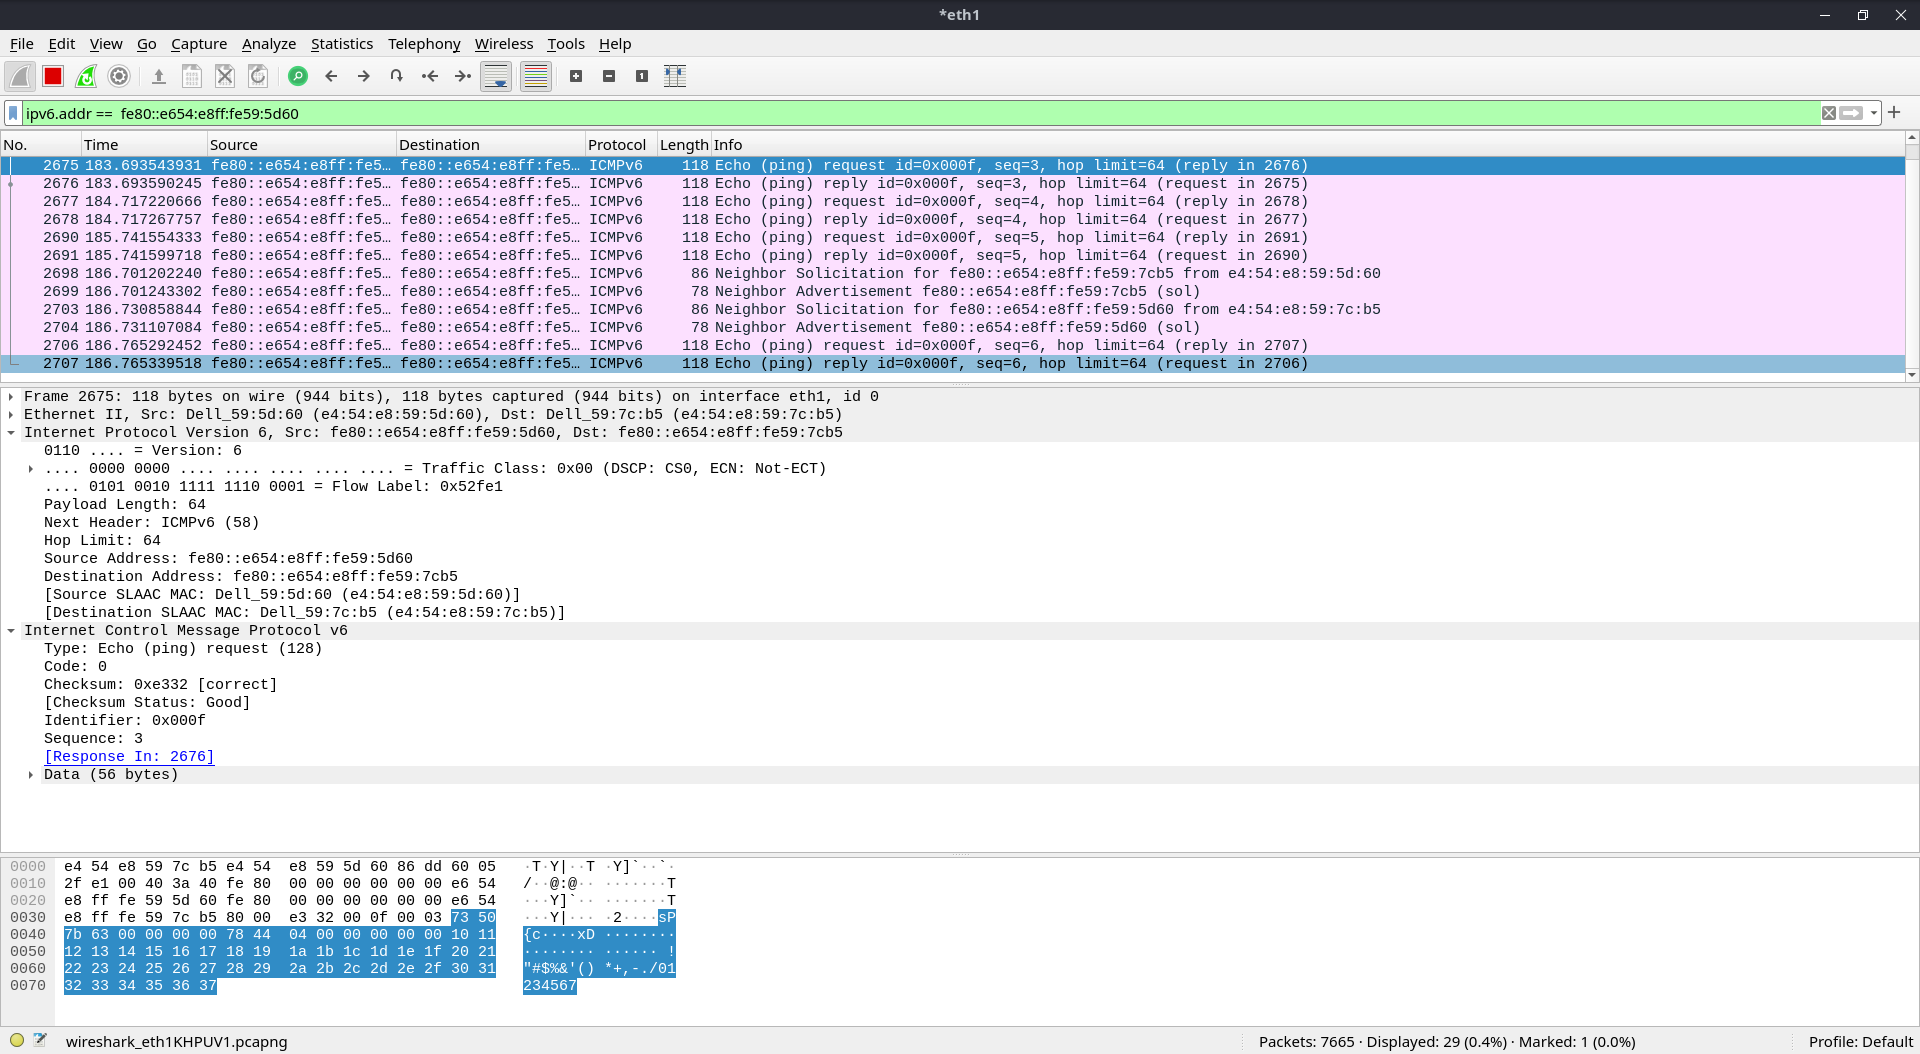 *eth1
File Edit View Go Capture Analyze Statistics Telephony Wireless Tools Help
ipv6.addr == fe80::e654:e8ff:fe59:5d60
No. Time Source Destination Protocol Length Info
2675 183.693543931 fe80::e654:e8ff:fe5… fe80::e654:e8ff:fe5… ICMPv6 118 Echo (ping) request id=0x000f, seq=3, hop limit=64 (reply in 2676)
2676 183.693590245 fe80::e654:e8ff:fe5… fe80::e654:e8ff:fe5… ICMPv6 118 Echo (ping) reply id=0x000f, seq=3, hop limit=64 (request in 2675)
2677 184.717220666 fe80::e654:e8ff:fe5… fe80::e654:e8ff:fe5… ICMPv6 118 Echo (ping) request id=0x000f, seq=4, hop limit=64 (reply in 2678)
2678 184.717267757 fe80::e654:e8ff:fe5… fe80::e654:e8ff:fe5… ICMPv6 118 Echo (ping) reply id=0x000f, seq=4, hop limit=64 (request in 2677)
2690 185.741554333 fe80::e654:e8ff:fe5… fe80::e654:e8ff:fe5… ICMPv6 118 Echo (ping) request id=0x000f, seq=5, hop limit=64 (reply in 2691)
2691 185.741599718 fe80::e654:e8ff:fe5… fe80::e654:e8ff:fe5… ICMPv6 118 Echo (ping) reply id=0x000f, seq=5, hop limit=64 (request in 2690)
2698 186.701202240 fe80::e654:e8ff:fe5… fe80::e654:e8ff:fe5… ICMPv6 86 Neighbor Solicitation for fe80::e654:e8ff:fe59:7cb5 from e4:54:e8:59:5d:60
2699 186.701243302 fe80::e654:e8ff:fe5… fe80::e654:e8ff:fe5… ICMPv6 78 Neighbor Advertisement fe80::e654:e8ff:fe59:7cb5 (sol)
2703 186.730858844 fe80::e654:e8ff:fe5… fe80::e654:e8ff:fe5… ICMPv6 86 Neighbor Solicitation for fe80::e654:e8ff:fe59:5d60 from e4:54:e8:59:7c:b5
2704 186.731107084 fe80::e654:e8ff:fe5… fe80::e654:e8ff:fe5… ICMPv6 78 Neighbor Advertisement fe80::e654:e8ff:fe59:5d60 (sol)
2706 186.765292452 fe80::e654:e8ff:fe5… fe80::e654:e8ff:fe5… ICMPv6 118 Echo (ping) request id=0x000f, seq=6, hop limit=64 (reply in 2707)
2707 186.765339518 fe80::e654:e8ff:fe5… fe80::e654:e8ff:fe5… ICMPv6 118 Echo (ping) reply id=0x000f, seq=6, hop limit=64 (request in 2706)
Frame 2675: 118 bytes on wire (944 bits), 118 bytes captured (944 bits) on interface eth1, id 0
Ethernet II, Src: Dell_59:5d:60 (e4:54:e8:59:5d:60), Dst: Dell_59:7c:b5 (e4:54:e8:59:7c:b5)
Internet Protocol Version 6, Src: fe80::e654:e8ff:fe59:5d60, Dst: fe80::e654:e8ff:fe59:7cb5
0110 .... = Version: 6
.... 0000 0000 .... .... .... .... .... = Traffic Class: 0x00 (DSCP: CS0, ECN: Not-ECT)
.... 0101 0010 1111 1110 0001 = Flow Label: 0x52fe1
Payload Length: 64
Next Header: ICMPv6 (58)
Hop Limit: 64
Source Address: fe80::e654:e8ff:fe59:5d60
Destination Address: fe80::e654:e8ff:fe59:7cb5
[Source SLAAC MAC: Dell_59:5d:60 (e4:54:e8:59:5d:60)]
[Destination SLAAC MAC: Dell_59:7c:b5 (e4:54:e8:59:7c:b5)]
Internet Control Message Protocol v6
Type: Echo (ping) request (128)
Code: 0
Checksum: 0xe332 [correct]
[Checksum Status: Good]
Identifier: 0x000f
Sequence: 3
[Response In: 2676]
Data (56 bytes)
0000 e4 54 e8 59 7c b5 e4 54 e8 59 5d 60 86 dd 60 05 ·T·Y|··T ·Y]`··`·
0010 2f e1 00 40 3a 40 fe 80 00 00 00 00 00 00 e6 54 /··@:@·· ·······T
0020 e8 ff fe 59 5d 60 fe 80 00 00 00 00 00 00 e6 54 ···Y]`·· ·······T
0030 e8 ff fe 59 7c b5 80 00 e3 32 00 0f 00 03 73 50 ···Y|··· ·2····sP
0040 7b 63 00 00 00 00 78 44 04 00 00 00 00 00 10 11 {c····xD ········
0050 12 13 14 15 16 17 18 19 1a 1b 1c 1d 1e 1f 20 21 ········ ······ !
0060 22 23 24 25 26 27 28 29 2a 2b 2c 2d 2e 2f 30 31 "#$%&'() *+,-./01
0070 32 33 34 35 36 37 234567
wireshark_eth1KHPUV1.pcapng Packets: 7665 · Displayed: 29 (0.4%) · Marked: 1 (0.0%) Profile: Default